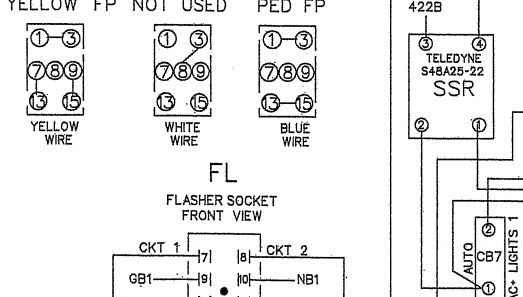 YELLOW FP NOT USED PED FP
1 3
7 8 9
13 15
YELLOW
WIRE
1 3
7 8 9
13 15
WHITE
WIRE
1 3
7 8 9
13 15
BLUE
WIRE
FL
FLASHER SOCKET
FRONT VIEW
CKT 1 7 8 CKT 2
GB1 9 10 NB1
422B
3 4
TELEDYNE
S48A25-22
SSR
2 1
2
AUTO
CB7
1
AC+ LIGHTS 1